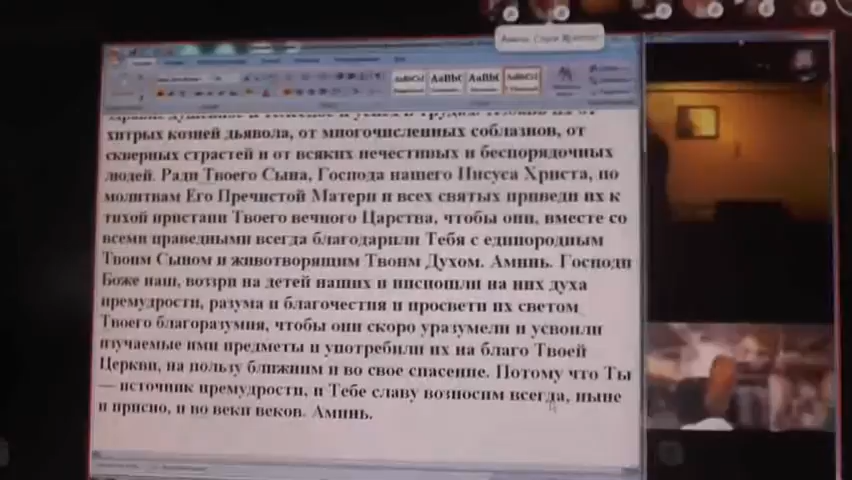 хитрых козней дьявола, от многочисленных соблазнов, от
скверных страстей и от всяких нечестивых и беспорядочных
людей. Ради Твоего Сына, Господа нашего Иисуса Христа, по
молитвам Его Пречистой Матери и всех святых приведи их к
тихой пристани Твоего вечного Царства, чтобы они, вместе со
всеми праведными всегда благодарили Тебя с единородным
Твоим Сыном и животворящим Твоим Духом. Аминь. Господи
Боже наш, воззри на детей наших и ниспошли на них духа
премудрости, разума и благочестия и просвети их светом
Твоего благоразумия, чтобы они скоро уразумели и усвоили
изучаемые ими предметы и употребили их на благо Твоей
Церкви, на пользу ближним и во свое спасение. Потому что Ты
— источник премудрости, и Тебе славу возносим всегда, ныне
и присно, и во веки веков. Аминь.